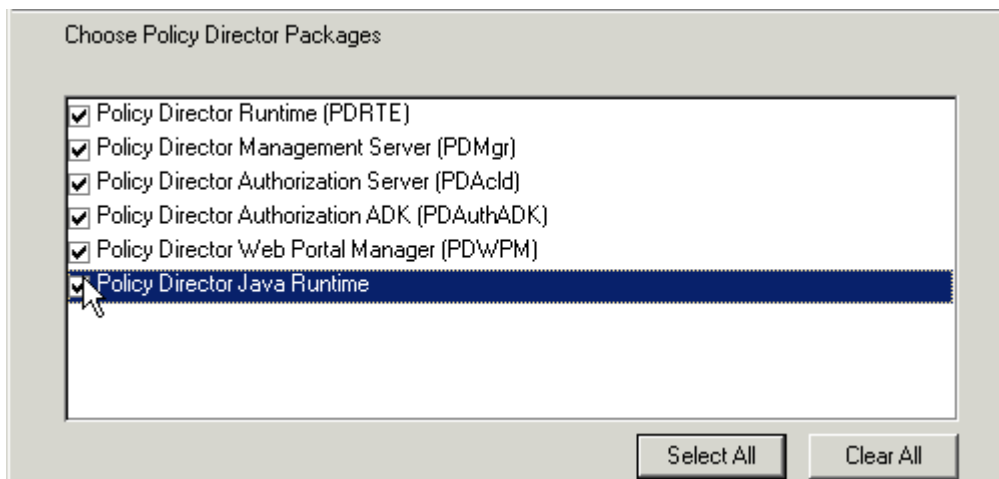 Choose Policy Director Packages
Policy Director Runtime (PDRTE)
Policy Director Management Server (PDMgr)
Policy Director Authorization Server (PDAcld)
Policy Director Authorization ADK (PDAuthADK)
Policy Director Web Portal Manager (PDWPM)
Policy Director Java Runtime
Select All Clear All